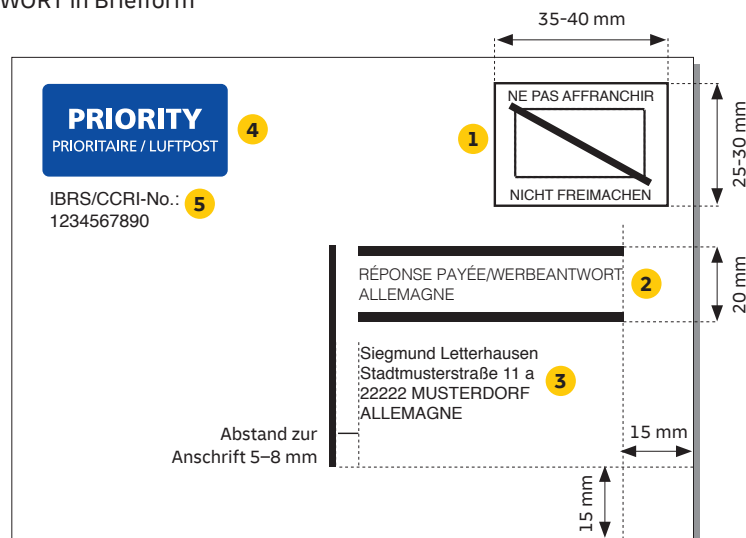 WORT in Briefform
35-40 mm
PRIORITY
PRIORITAIRE / LUFTPOST
4
IBRS/CCRI-No.:
1234567890
5
NE PAS AFFRANCHIR
NICHT FREIMACHEN
1
25-30 mm
RÉPONSE PAYÉE/WERBEANTWORT
ALLEMAGNE
2
20 mm
Siegmund Letterhausen
Stadtmusterstraße 11 a
22222 MUSTERDORF
ALLEMAGNE
3
Abstand zur
Anschrift 5–8 mm
15 mm
15 mm